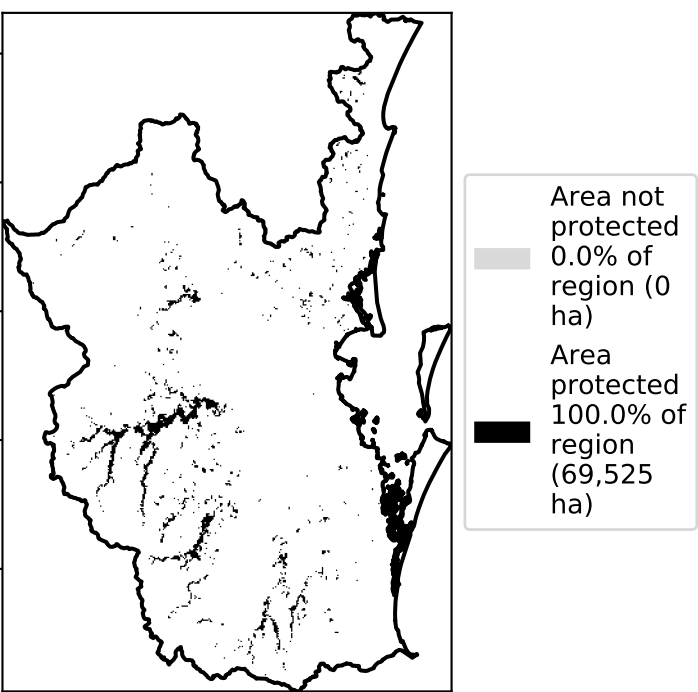 Area not
protected
0.0% of
region (0
ha)
Area
protected
100.0% of
region
(69,525
ha)